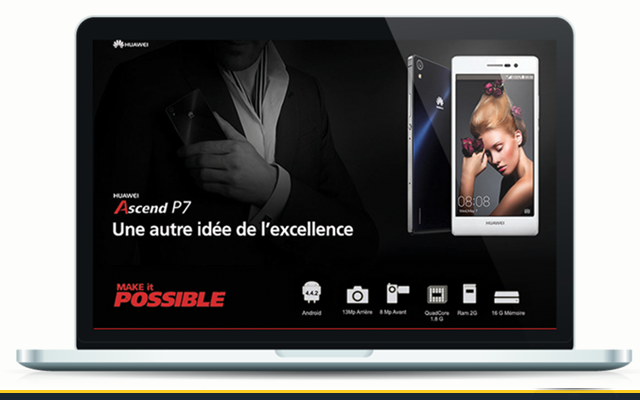 HUAWEI
HUAWEI
Ascend P7
Une autre idée de l'excellence
MAKE it
POSSIBLE
4.4.2
Android
13Mp Arrière
8 Mp Avant
QuadCore
1.8 G
Ram 2G
16 G Mémoire
08:08
HUAWEI